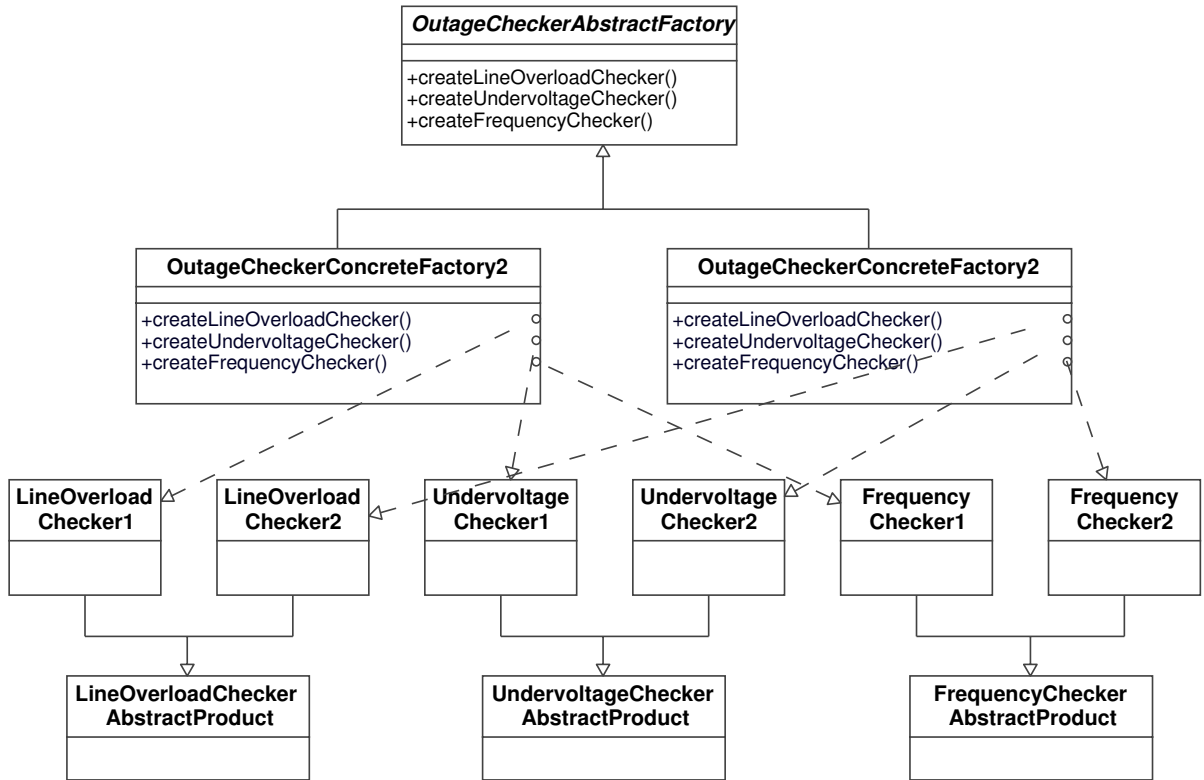 OutageCheckerAbstractFactory
+createLineOverloadChecker()
+createUndervoltageChecker()
+createFrequencyChecker()
OutageCheckerConcreteFactory2
+createLineOverloadChecker()
+createUndervoltageChecker()
+createFrequencyChecker()
OutageCheckerConcreteFactory2
+createLineOverloadChecker()
+createUndervoltageChecker()
+createFrequencyChecker()
LineOverload
Checker1
LineOverload
Checker2
Undervoltage
Checker1
Undervoltage
Checker2
Frequency
Checker1
Frequency
Checker2
LineOverloadChecker
AbstractProduct
UndervoltageChecker
AbstractProduct
FrequencyChecker
AbstractProduct